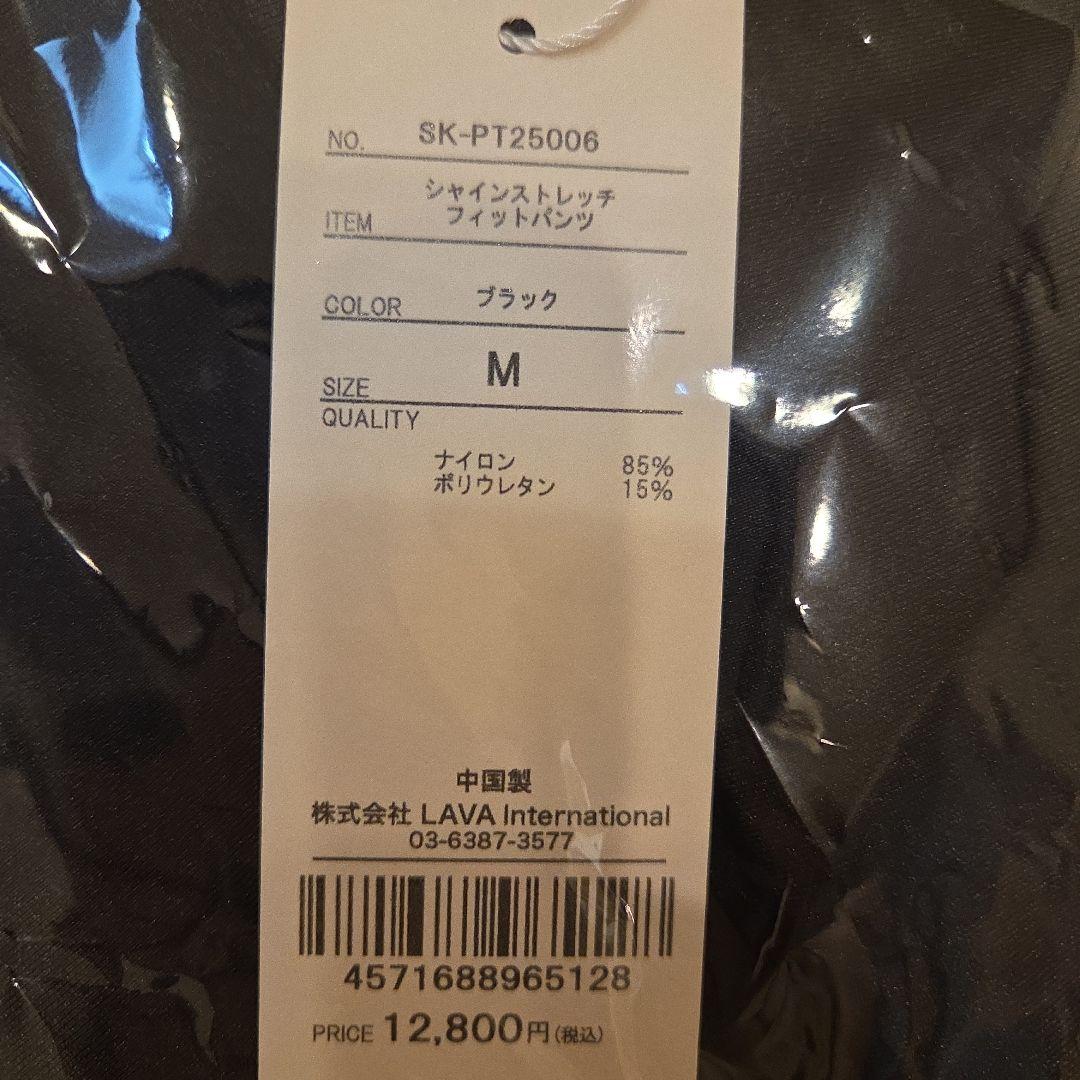 NO. SK-PT25006
シャインストレッチ
ITEM フィットパンツ
COLOR ブラック
SIZE M
QUALITY
ナイロン 85%
ポリウレタン 15%
中国製
株式会社 LAVA International
03-6387-3577
4571688965128
PRICE 12,800円(税込)